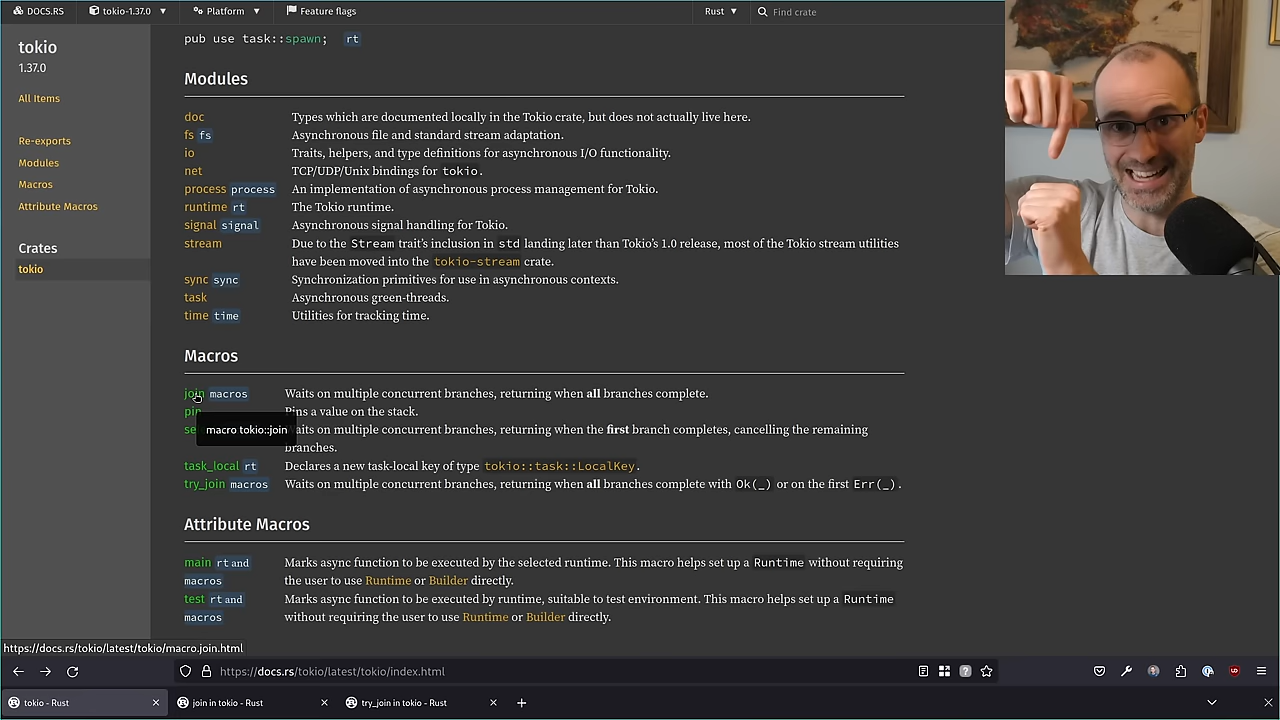 DOCS.RS tokio-1.37.0 Platform Feature flags Rust Find crate
tokio
1.37.0
All Items
Re-exports
Modules
Macros
Attribute Macros
Crates
tokio
pub use task::spawn; rt
Modules
doc Types which are documented locally in the Tokio crate, but does not actually live here.
fs fs Asynchronous file and standard stream adaptation.
io Traits, helpers, and type definitions for asynchronous I/O functionality.
net TCP/UDP/Unix bindings for tokio.
process process An implementation of asynchronous process management for Tokio.
runtime rt The Tokio runtime.
signal signal Asynchronous signal handling for Tokio.
stream Due to the Stream trait’s inclusion in std landing later than Tokio’s 1.0 release, most of the Tokio stream utilities
have been moved into the tokio-stream crate.
sync sync Synchronization primitives for use in asynchronous contexts.
task Asynchronous green-threads.
time time Utilities for tracking time.
Macros
join macros Waits on multiple concurrent branches, returning when all branches complete.
pin Pins a value on the stack.
macro tokio::join
on multiple concurrent branches, returning when the first branch completes, cancelling the remaining
branches.
task_local rt Declares a new task-local key of type tokio::task::LocalKey.
try_join macros Waits on multiple concurrent branches, returning when all branches complete with Ok(_) or on the first Err(_).
Attribute Macros
main rt and Marks async function to be executed by the selected runtime. This macro helps set up a Runtime without requiring
macros the user to use Runtime or Builder directly.
test rt and Marks async function to be executed by runtime, suitable to test environment. This macro helps set up a Runtime
macros without requiring the user to use Runtime or Builder directly.
https://docs.rs/tokio/latest/tokio/macro.join.html
https://docs.rs/tokio/latest/tokio/index.html
tokio - Rust join in tokio - Rust try_join in tokio - Rust